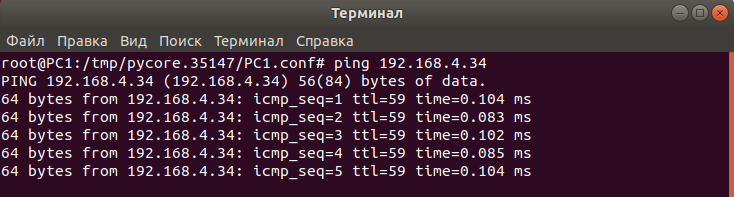 Терминал
Файл Правка Вид Поиск Терминал Справка
root@PC1:/tmp/pycore.35147/PC1.conf# ping 192.168.4.34
PING 192.168.4.34 (192.168.4.34) 56(84) bytes of data.
64 bytes from 192.168.4.34: icmp_seq=1 ttl=59 time=0.104 ms
64 bytes from 192.168.4.34: icmp_seq=2 ttl=59 time=0.083 ms
64 bytes from 192.168.4.34: icmp_seq=3 ttl=59 time=0.102 ms
64 bytes from 192.168.4.34: icmp_seq=4 ttl=59 time=0.085 ms
64 bytes from 192.168.4.34: icmp_seq=5 ttl=59 time=0.104 ms